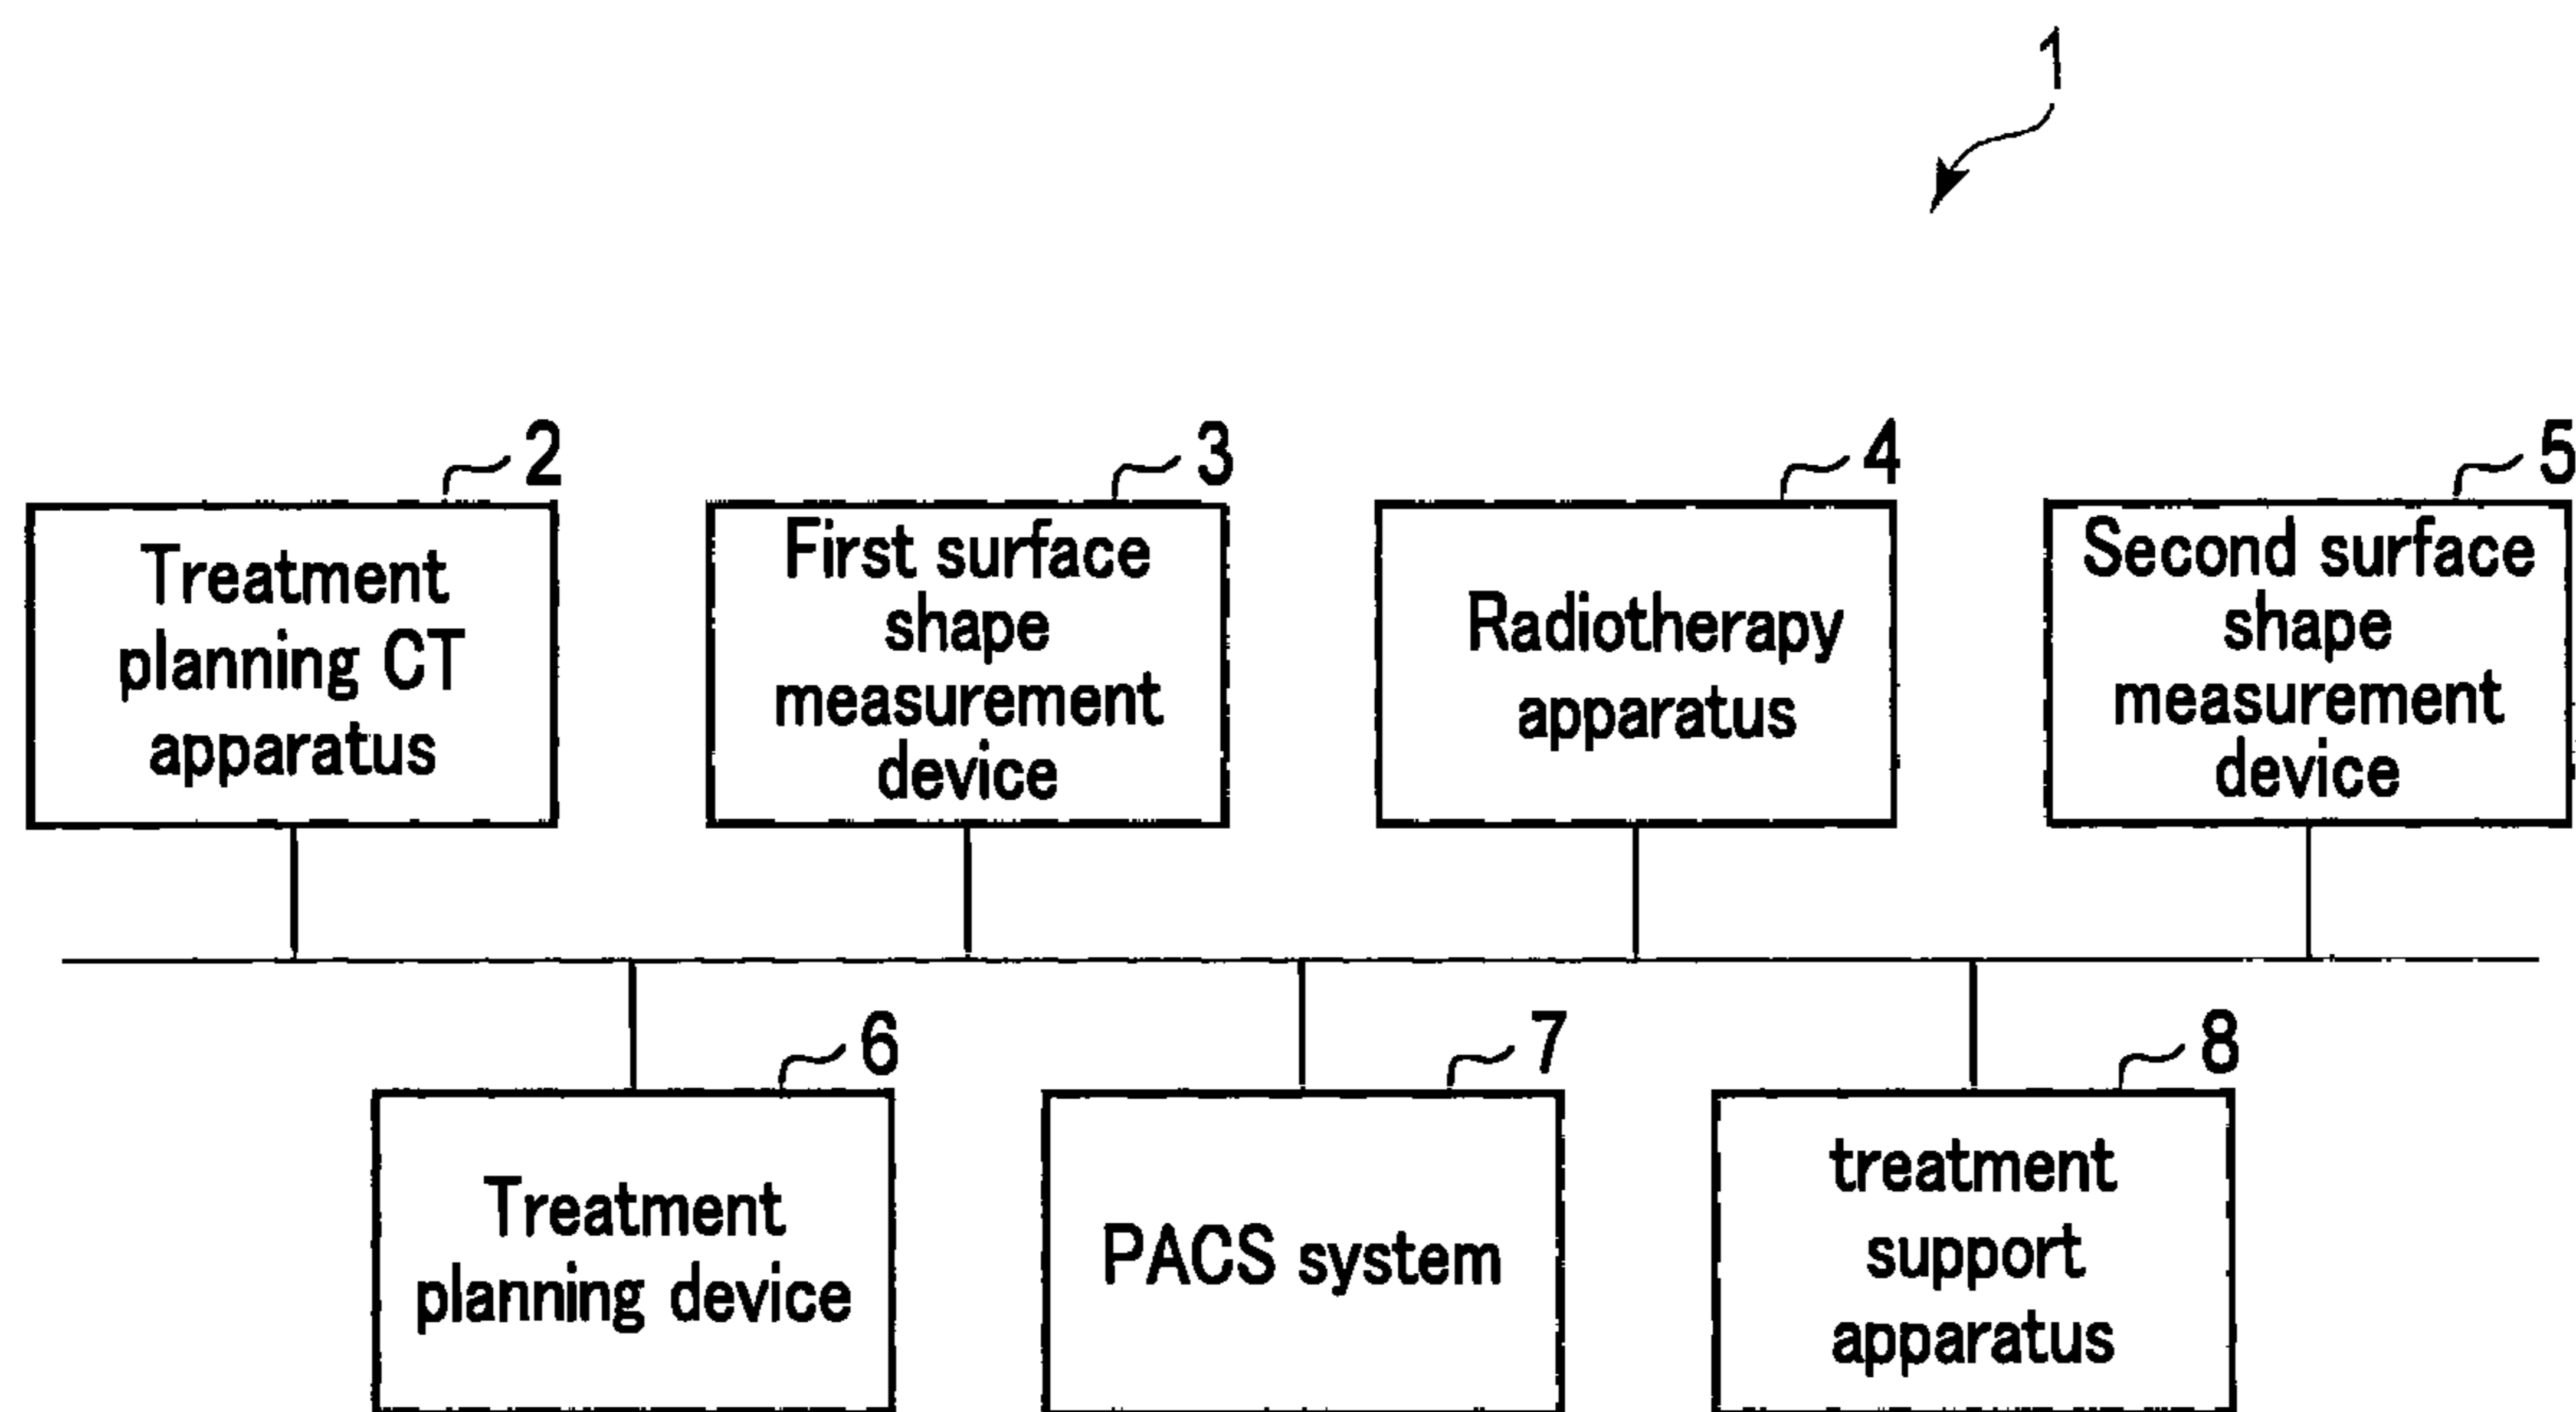 1
2
Treatment
planning CT
apparatus
3
First surface
shape
measurement
device
4
Radiotherapy
apparatus
5
Second surface
shape
measurement
device
6
Treatment
planning device
7
PACS system
8
treatment
support
apparatus